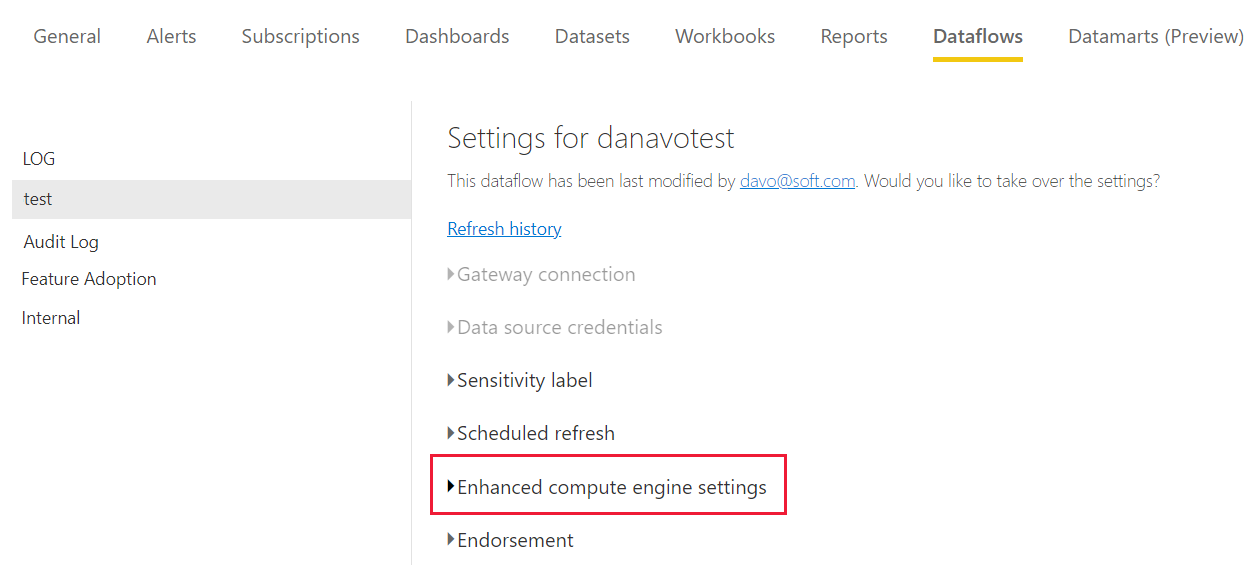 General Alerts Subscriptions Dashboards Datasets Workbooks Reports Dataflows Datamarts (Preview)
LOG
test
Audit Log
Feature Adoption
Internal
Settings for danavotest
This dataflow has been last modified by davo@soft.com. Would you like to take over the settings?
Refresh history
Gateway connection
Data source credentials
Sensitivity label
Scheduled refresh
Enhanced compute engine settings
Endorsement